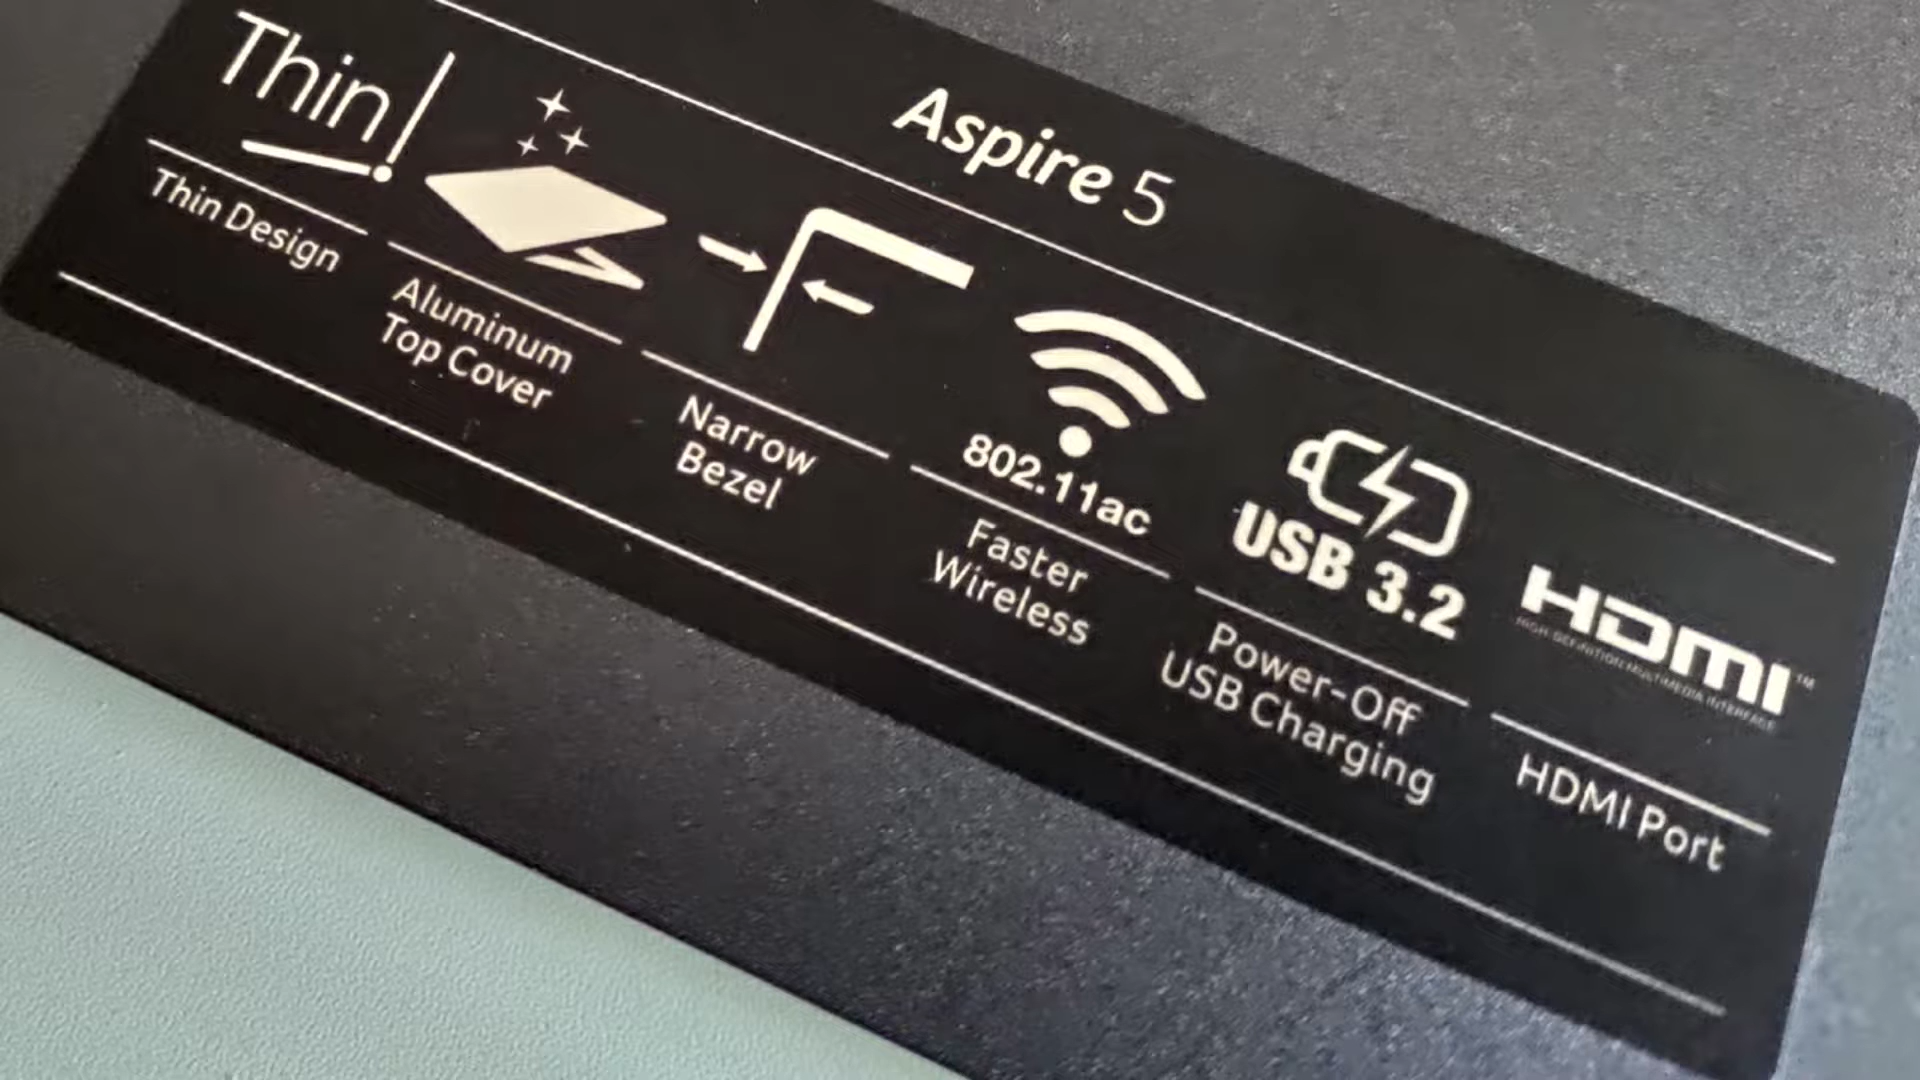 Aspire 5
Thin!
Thin Design
Aluminum
Top Cover
Narrow
Bezel
802.11ac
Faster
Wireless
USB 3.2
Power-Off
USB Charging
HDMI™
HIGH-DEFINITION MULTIMEDIA INTERFACE
HDMI Port